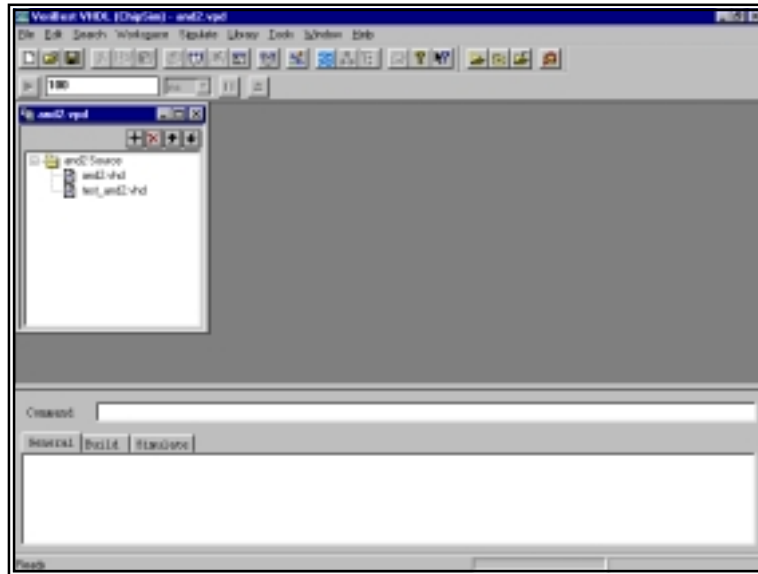 VeriBest VHDL (ChipSim) - and2.vpd
File Edit Search Workspace Simulate Library Tools Window Help
100 ns
and2.vpd
and2 Source
and2.vhd
test_and2.vhd
Command
General Build Simulate
Ready